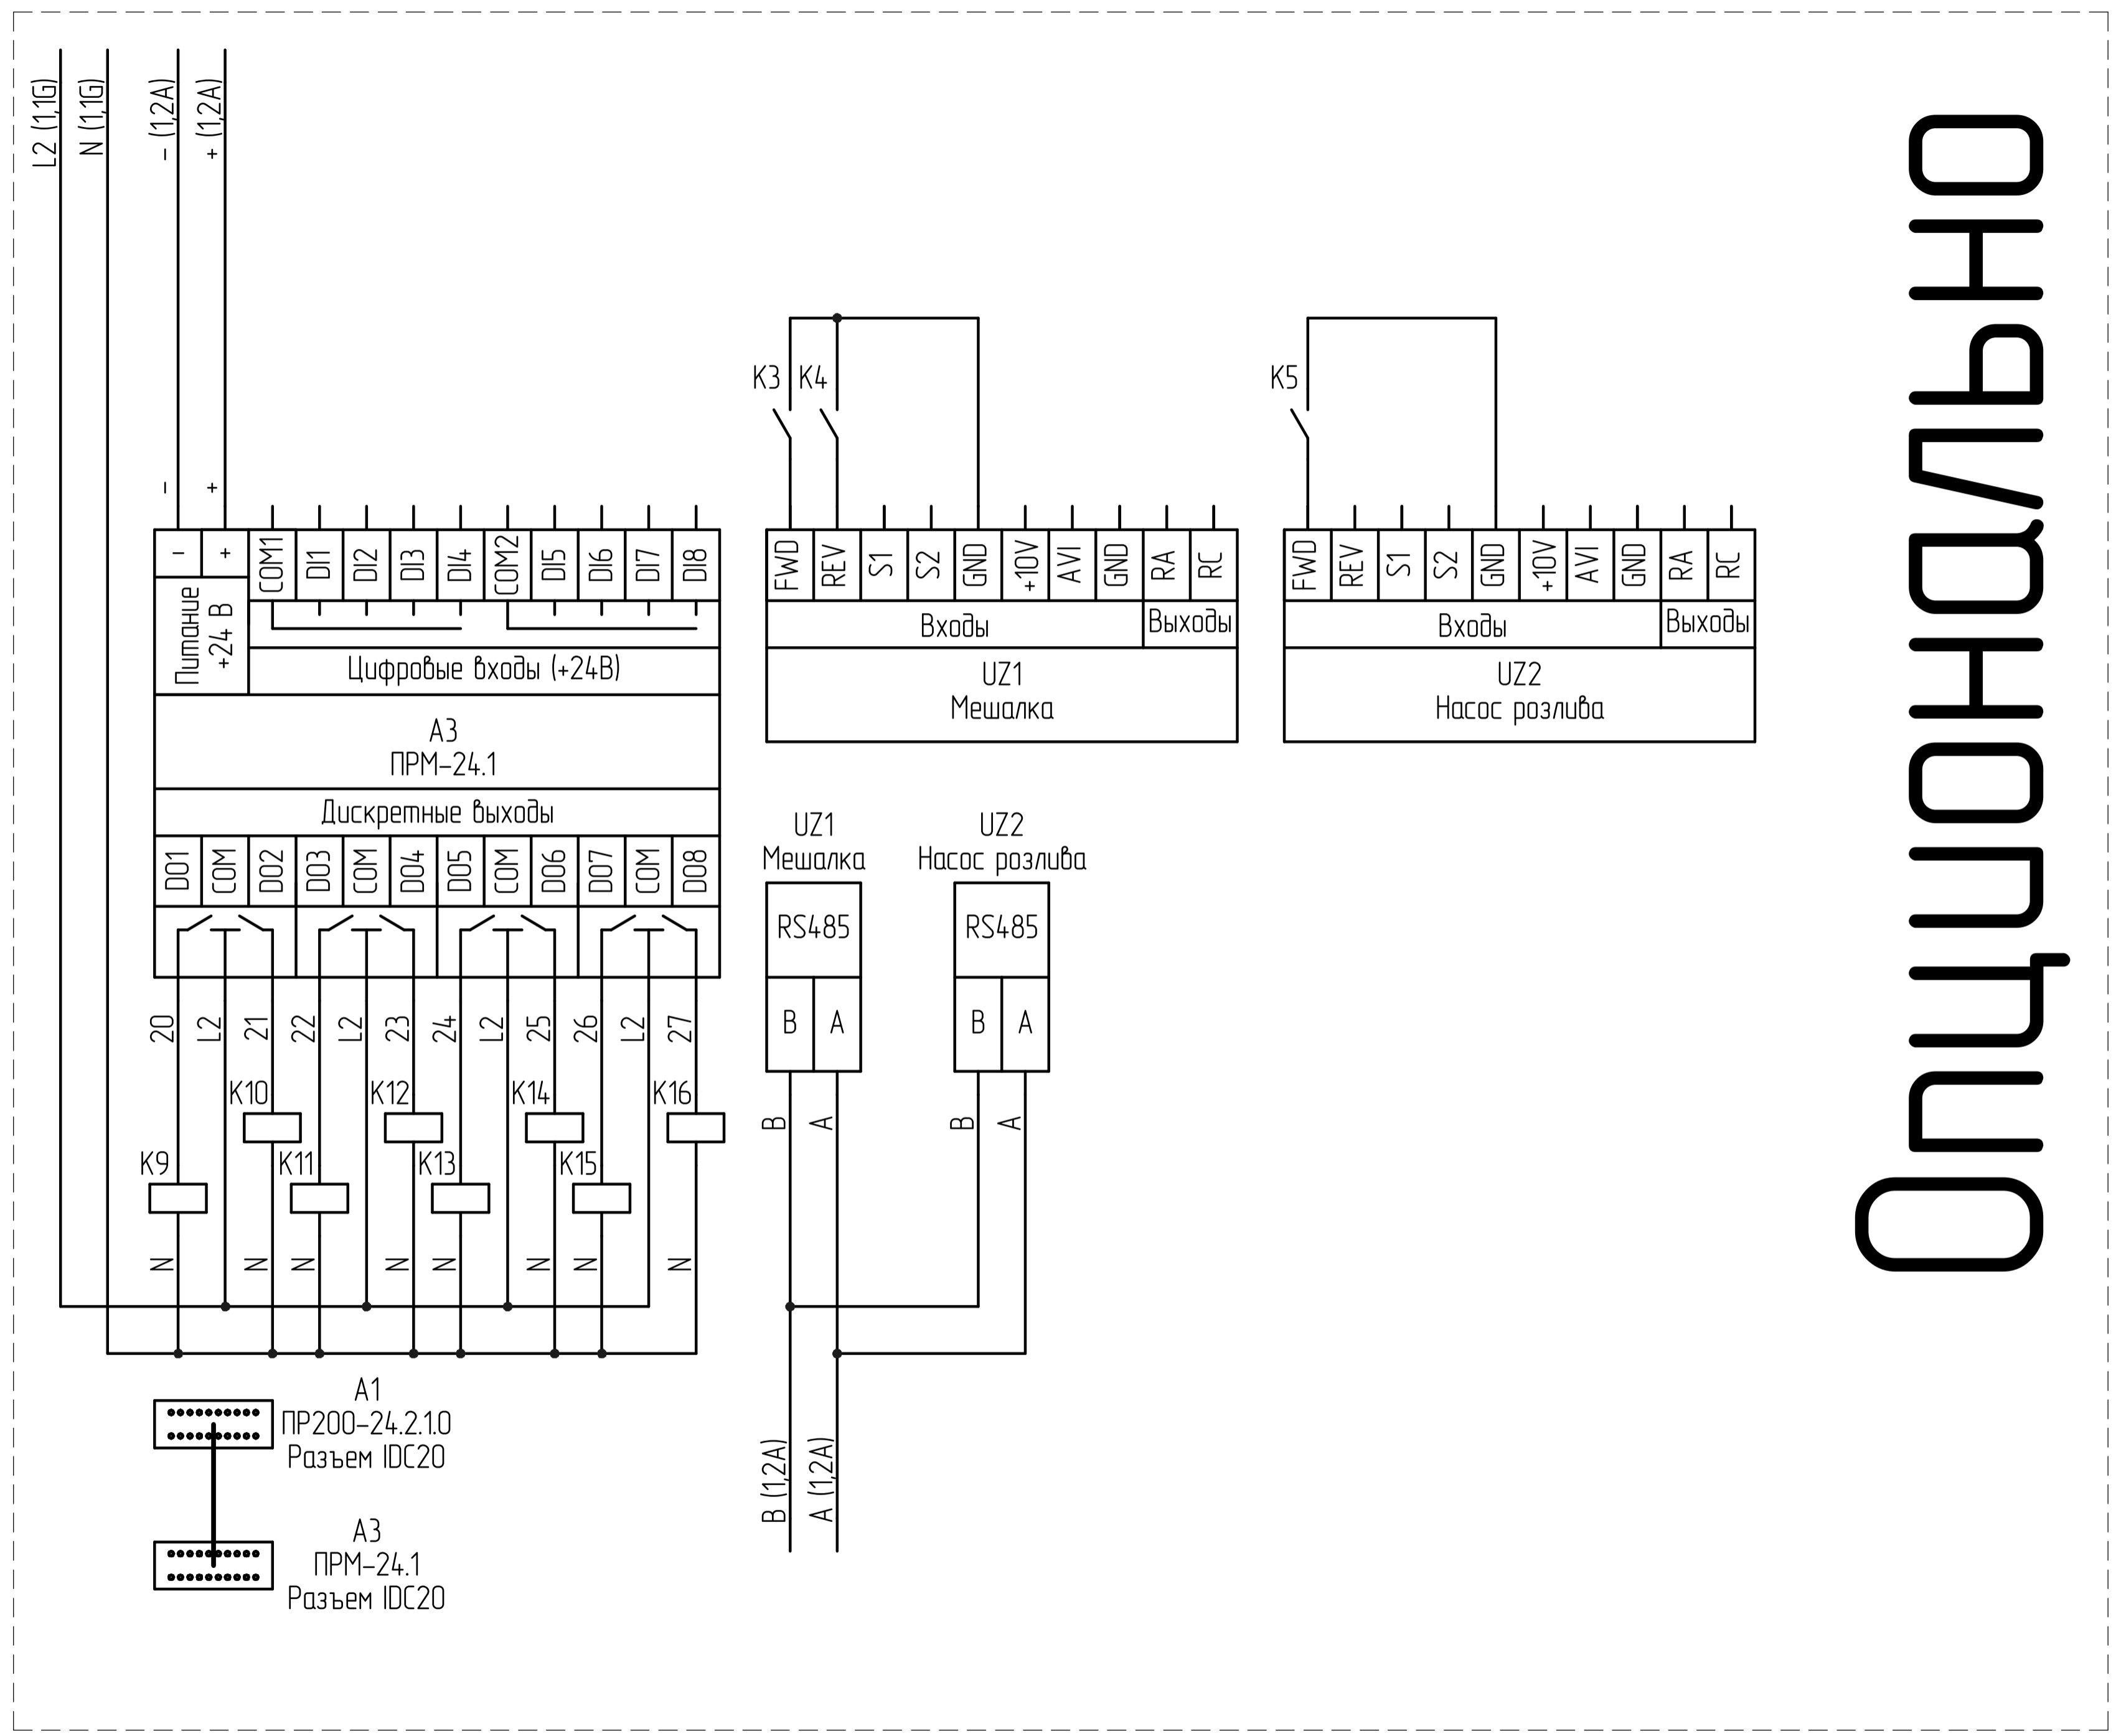 L2 (1,1G)
N (1,1G)
– (1,2A)
+ (1,2A)
–
+
K3
K4
K5
–
+
COM1
DI1
DI2
DI3
DI4
COM2
DI5
DI6
DI7
DI8
Питание
+24 В
Цифровые входы (+24В)
А3
ПРМ-24.1
Дискретные выходы
DO1
COM
DO2
DO3
COM
DO4
DO5
COM
DO6
DO7
COM
DO8
20
L2
21
22
L2
23
24
L2
25
26
L2
27
K10
K12
K14
K16
K9
K11
K13
K15
N
N
N
N
N
N
N
N
FWD
REV
S1
S2
GND
+10V
AVI
GND
RA
RC
Входы
Выходы
UZ1
Мешалка
FWD
REV
S1
S2
GND
+10V
AVI
GND
RA
RC
Входы
Выходы
UZ2
Насос розлива
UZ1
Мешалка
RS485
B
A
B
A
UZ2
Насос розлива
RS485
B
A
B
A
B (1,2A)
A (1,2A)
А1
ПР200-24.2.1.0
Разъем IDC20
А3
ПРМ-24.1
Разъем IDC20
Опционально